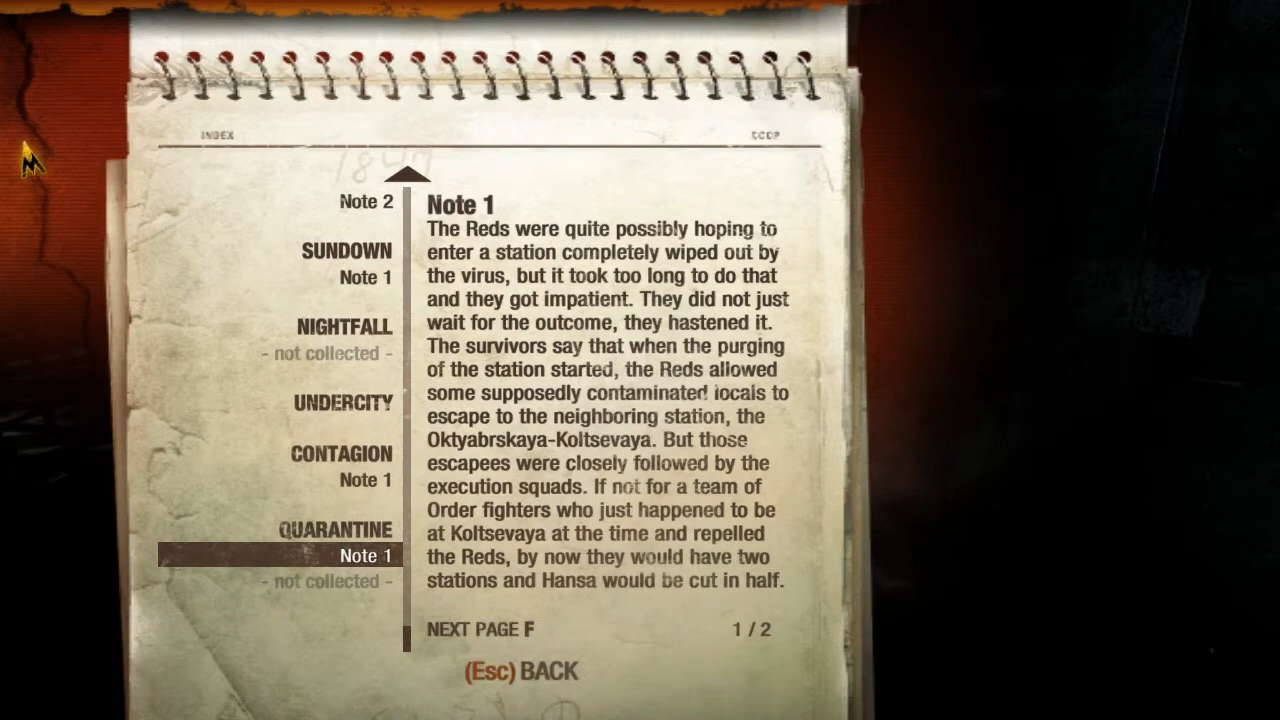 INDEX
CCCP
Note 2
SUNDOWN
Note 1
NIGHTFALL
- not collected -
UNDERCITY
CONTAGION
Note 1
QUARANTINE
Note 1
- not collected -
Note 1
The Reds were quite possibly hoping to
enter a station completely wiped out by
the virus, but it took too long to do that
and they got impatient. They did not just
wait for the outcome, they hastened it.
The survivors say that when the purging
of the station started, the Reds allowed
some supposedly contaminated locals to
escape to the neighboring station, the
Oktyabrskaya-Koltsevaya. But those
escapees were closely followed by the
execution squads. If not for a team of
Order fighters who just happened to be
at Koltsevaya at the time and repelled
the Reds, by now they would have two
stations and Hansa would be cut in half.
NEXT PAGE F
1 / 2
(Esc) BACK